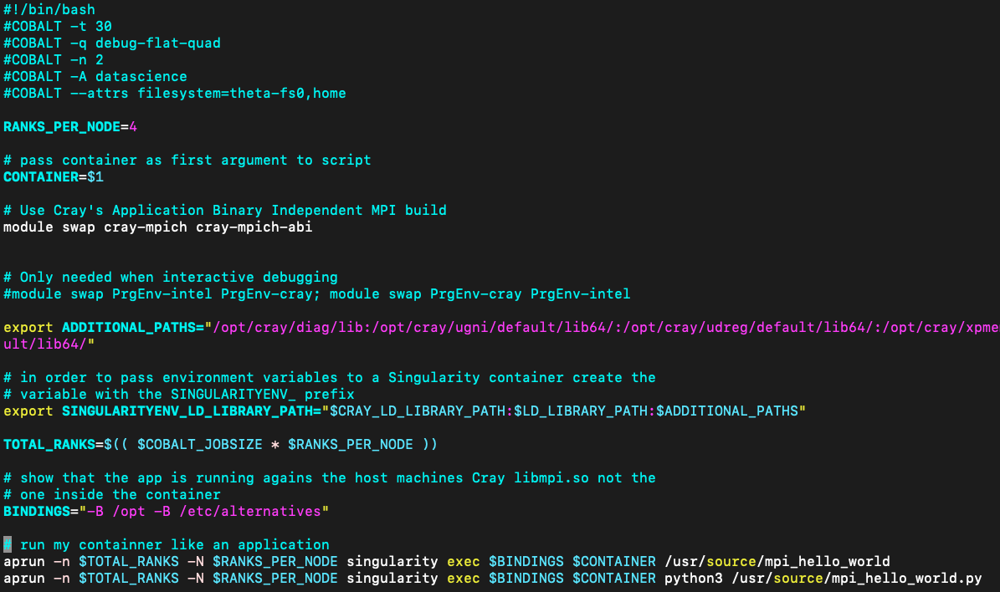 #!/bin/bash
#COBALT -t 30
#COBALT -q debug-flat-quad
#COBALT -n 2
#COBALT -A datascience
#COBALT --attrs filesystem=theta-fs0,home
RANKS_PER_NODE=4
# pass container as first argument to script
CONTAINER=$1
# Use Cray's Application Binary Independent MPI build
module swap cray-mpich cray-mpich-abi
# Only needed when interactive debugging
#module swap PrgEnv-intel PrgEnv-cray; module swap PrgEnv-cray PrgEnv-intel
export ADDITIONAL_PATHS="/opt/cray/diag/lib:/opt/cray/ugni/default/lib64/:/opt/cray/udreg/default/lib64/:/opt/cray/xpme
ult/lib64/"
# in order to pass environment variables to a Singularity container create the
# variable with the SINGULARITYENV_ prefix
export SINGULARITYENV_LD_LIBRARY_PATH="$CRAY_LD_LIBRARY_PATH:$LD_LIBRARY_PATH:$ADDITIONAL_PATHS"
TOTAL_RANKS=$(( $COBALT_JOBSIZE * $RANKS_PER_NODE ))
# show that the app is running agains the host machines Cray libmpi.so not the
# one inside the container
BINDINGS="-B /opt -B /etc/alternatives"
# run my containner like an application
aprun -n $TOTAL_RANKS -N $RANKS_PER_NODE singularity exec $BINDINGS $CONTAINER /usr/source/mpi_hello_world
aprun -n $TOTAL_RANKS -N $RANKS_PER_NODE singularity exec $BINDINGS $CONTAINER python3 /usr/source/mpi_hello_world.py